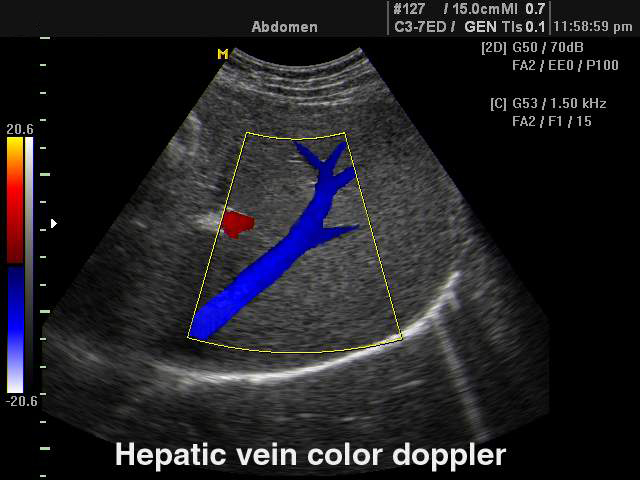 #127 / 15.0cm MI 0.7
Abdomen C3-7ED / GEN TIs 0.1 11:58:59 pm
[2D] G50 / 70dB
FA2 / EE0 / P100
[C] G53 / 1.50 kHz
FA2 / F1 / 15
M
20.6
-20.6
Hepatic vein color doppler